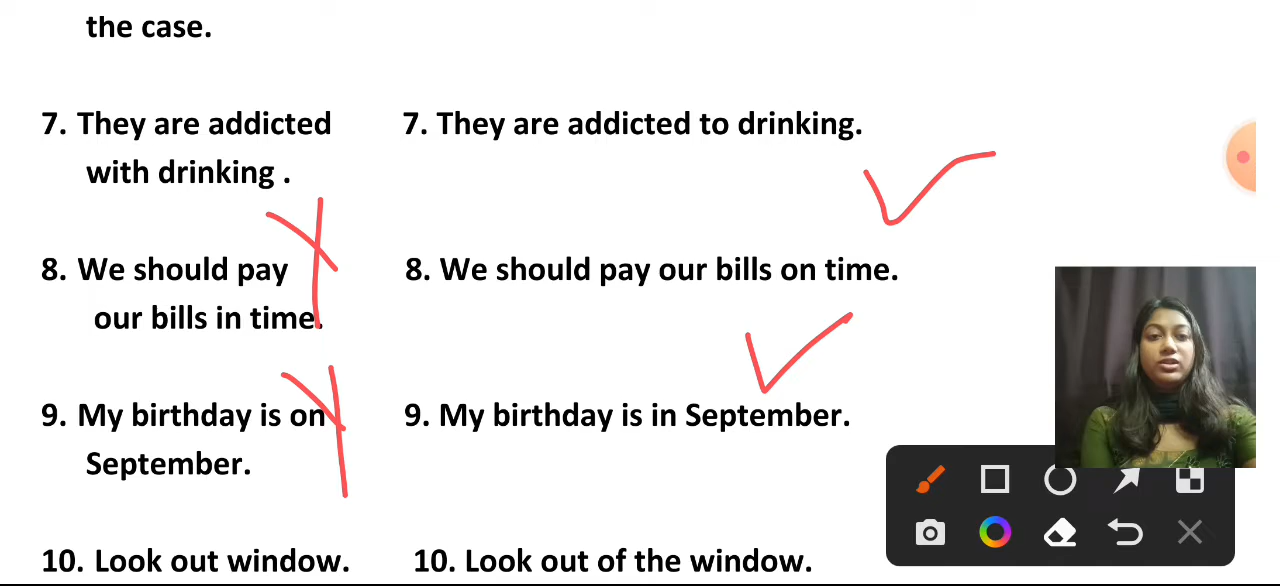 the case.
7. They are addicted
with drinking .
7. They are addicted to drinking.
8. We should pay
our bills in time.
8. We should pay our bills on time.
9. My birthday is on
September.
9. My birthday is in September.
10. Look out window.
10. Look out of the window.